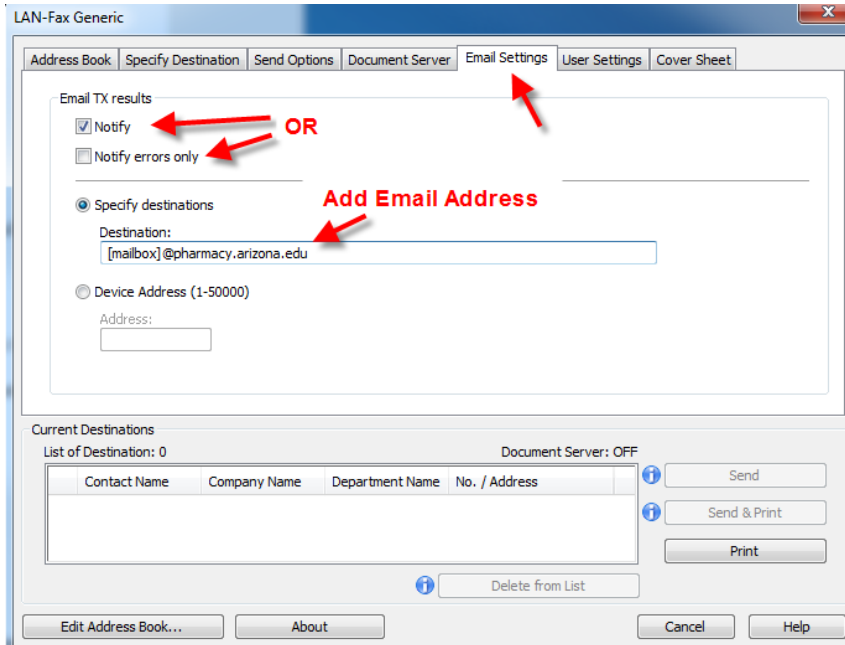 LAN-Fax Generic
Address Book Specify Destination Send Options Document Server Email Settings User Settings Cover Sheet
Email TX results
Notify
OR
Notify errors only
Specify destinations
Add Email Address
Destination:
[mailbox]@pharmacy.arizona.edu
Device Address (1-50000)
Address:
Current Destinations
List of Destination: 0 Document Server: OFF
Contact Name Company Name Department Name No. / Address
Send
Send & Print
Print
Delete from List
Edit Address Book... About Cancel Help